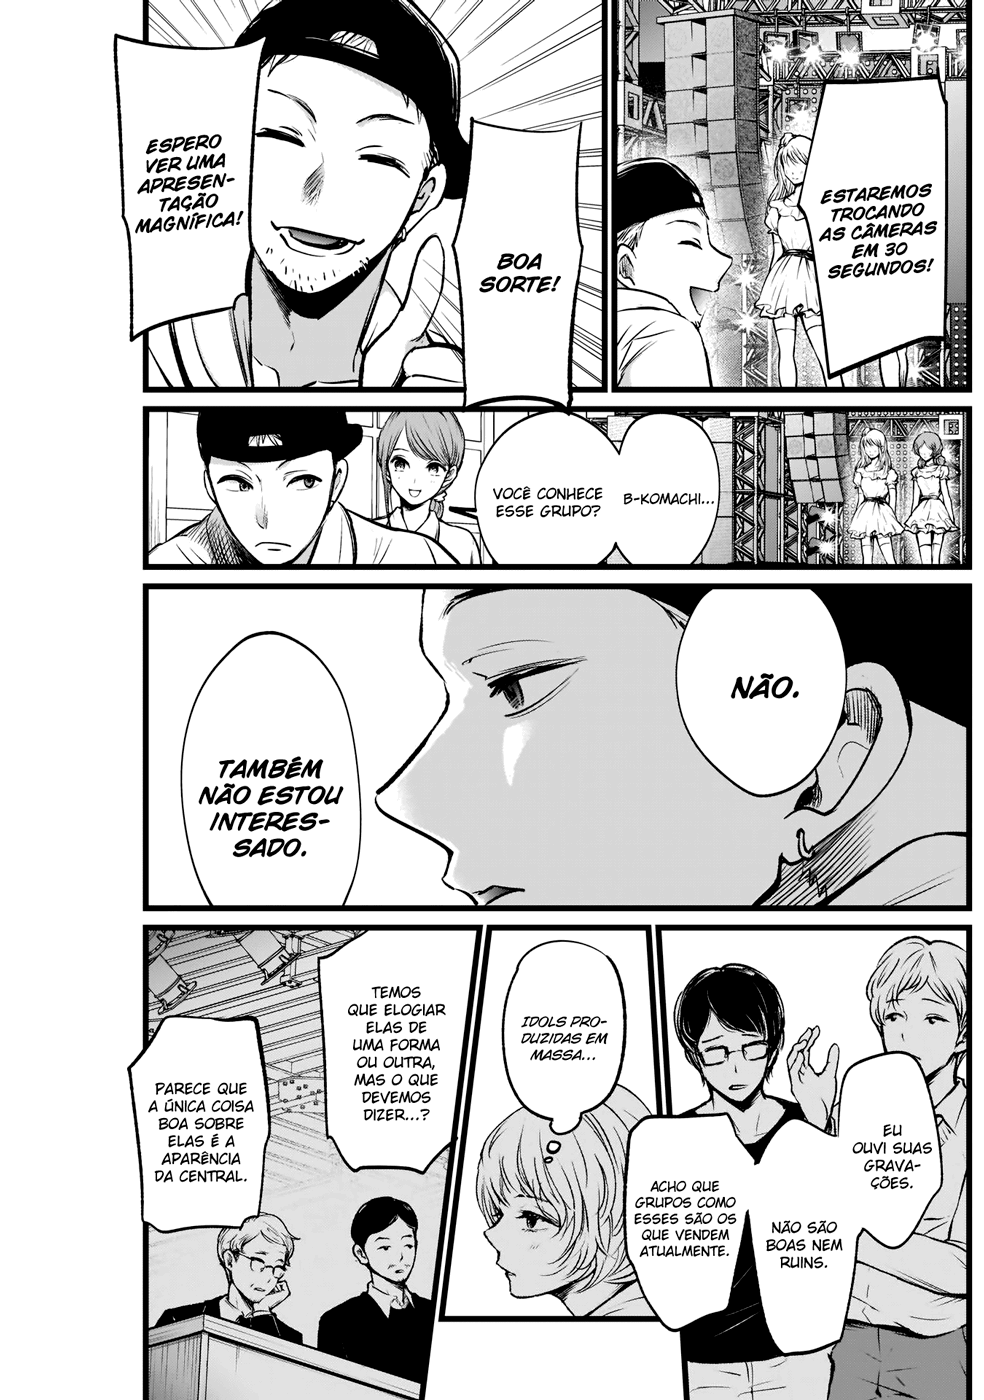 ESTAREMOS
TROCANDO
AS CÂMERAS
EM 30
SEGUNDOS!
BOA
SORTE!
ESPERO
VER UMA
APRESEN-
TAÇÃO
MAGNÍFICA!
B-KOMACHI...
VOCÊ CONHECE
ESSE GRUPO?
NÃO.
TAMBÉM
NÃO ESTOU
INTERES-
SADO.
EU
OUVI SUAS
GRAVA-
ÇÕES.
NÃO SÃO
BOAS NEM
RUINS.
ACHO QUE
GRUPOS COMO
ESSES SÃO OS
QUE VENDEM
ATUALMENTE.
IDOLS PRO-
DUZIDAS EM
MASSA...
TEMOS
QUE ELOGIAR
ELAS DE
UMA FORMA
OU OUTRA,
MAS O QUE
DEVEMOS
DIZER...?
PARECE QUE
A ÚNICA COISA
BOA SOBRE
ELAS É A
APARÊNCIA
DA CENTRAL.